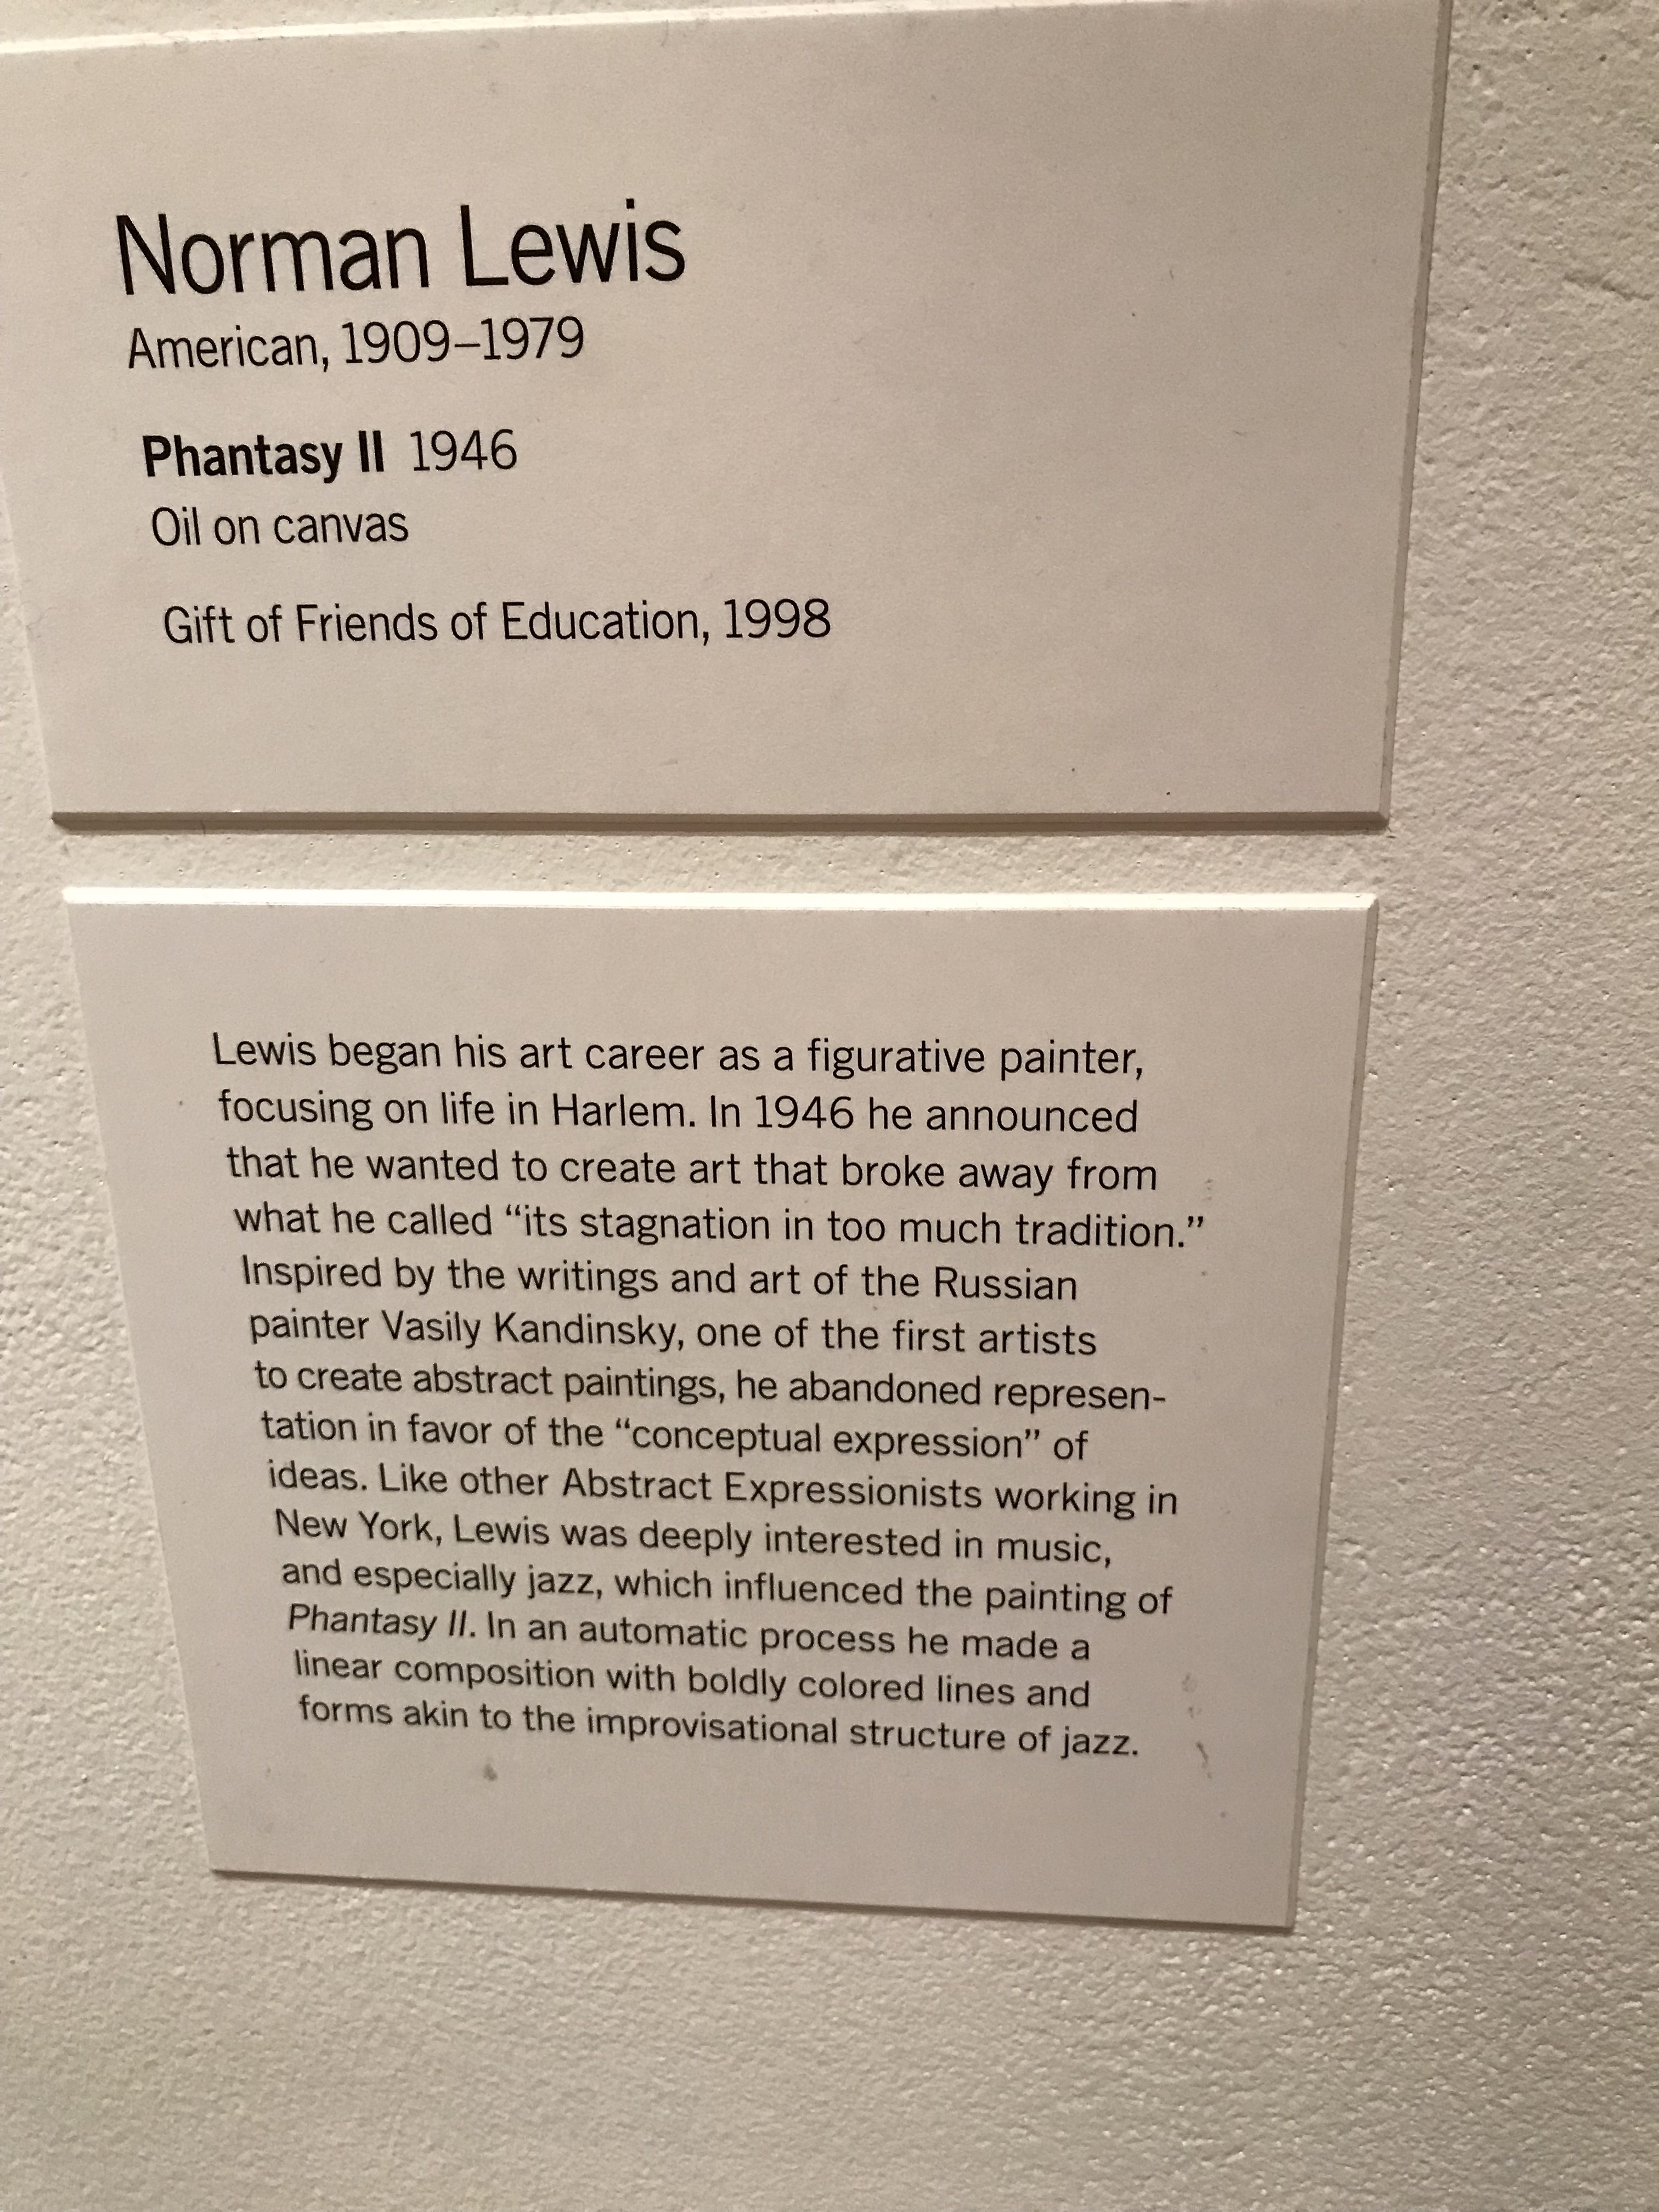 Norman Lewis
American, 1909–1979
Phantasy II 1946
Oil on canvas
Gift of Friends of Education, 1998
Lewis began his art career as a figurative painter,
focusing on life in Harlem. In 1946 he announced
that he wanted to create art that broke away from
what he called “its stagnation in too much tradition.”
Inspired by the writings and art of the Russian
painter Vasily Kandinsky, one of the first artists
to create abstract paintings, he abandoned represen-
tation in favor of the “conceptual expression” of
ideas. Like other Abstract Expressionists working in
New York, Lewis was deeply interested in music,
and especially jazz, which influenced the painting of
Phantasy II. In an automatic process he made a
linear composition with boldly colored lines and
forms akin to the improvisational structure of jazz.